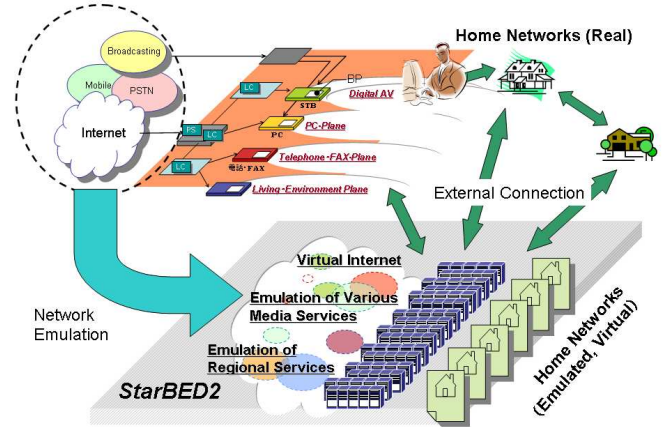 Broadcasting
Mobile
PSTN
Internet
Home Networks (Real)
BP
LC
STB
Digital AV
PS
LC
PC
PC-Plane
LC
電話・FAX
Telephone・FAX-Plane
LC
Living・Environment Plane
External Connection
Network
Emulation
Virtual Internet
Emulation of Various
Media Services
Emulation of
Regional Services
StarBED2
Home Networks
(Emulated, Virtual)